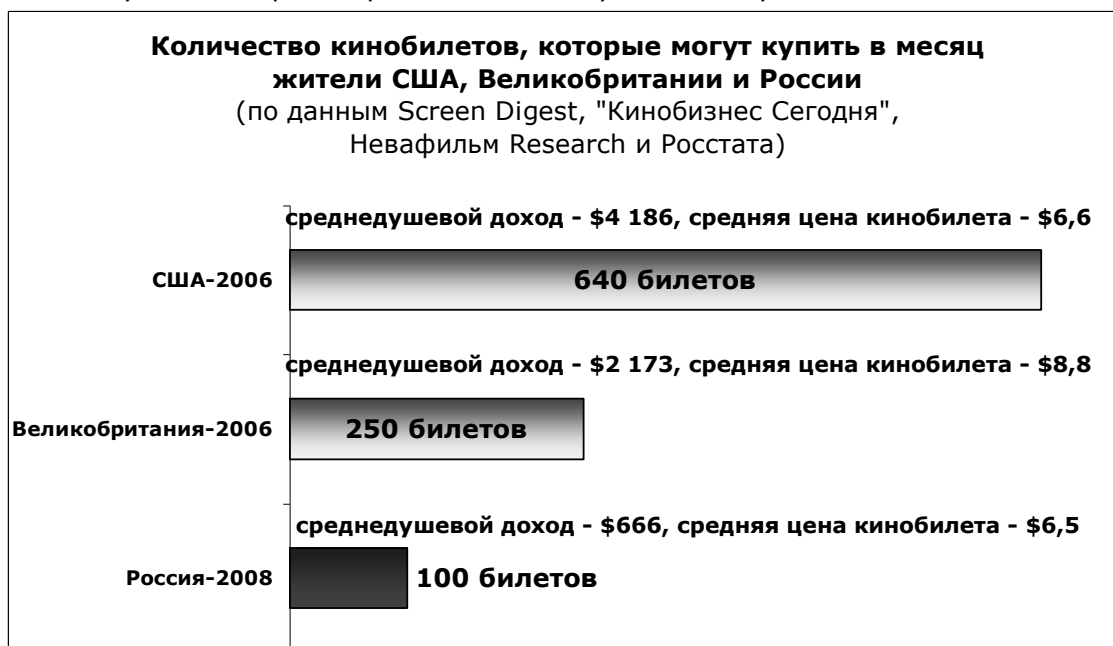 Количество кинобилетов, которые могут купить в месяц
жители США, Великобритании и России
(по данным Screen Digest, "Кинобизнес Сегодня",
Невафильм Research и Росстата)
среднедушевой доход - $4 186, средняя цена кинобилета - $6,6
США-2006
640 билетов
среднедушевой доход - $2 173, средняя цена кинобилета - $8,8
Великобритания-2006
250 билетов
среднедушевой доход - $666, средняя цена кинобилета - $6,5
Россия-2008
100 билетов